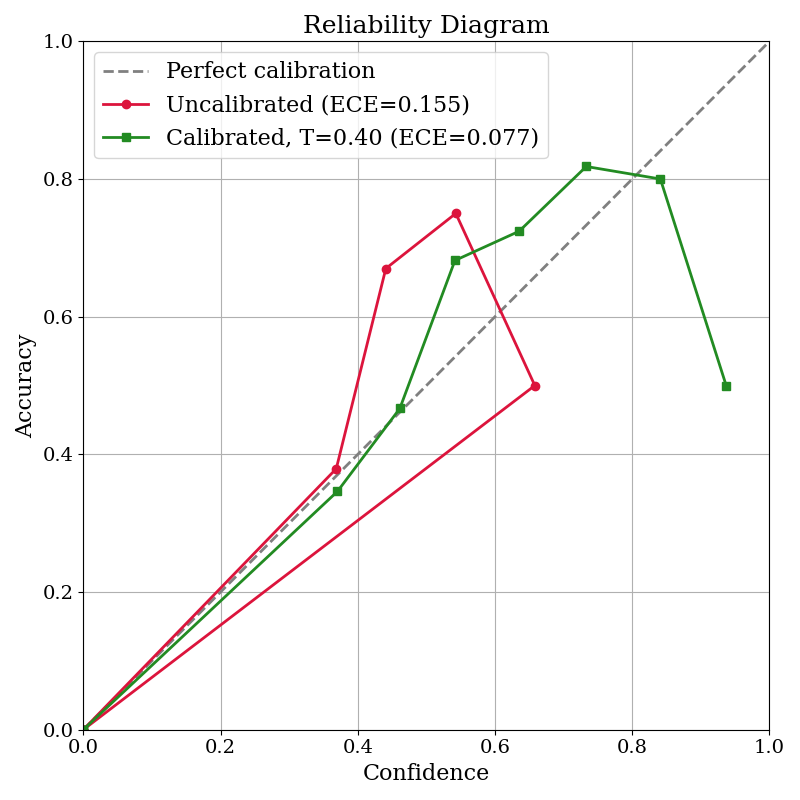 Reliability Diagram
Perfect calibration
Uncalibrated (ECE=0.155)
Calibrated, T=0.40 (ECE=0.077)
1.0
0.8
0.6
0.4
0.2
0.0
Accuracy
0.0 0.2 0.4 0.6 0.8 1.0
Confidence